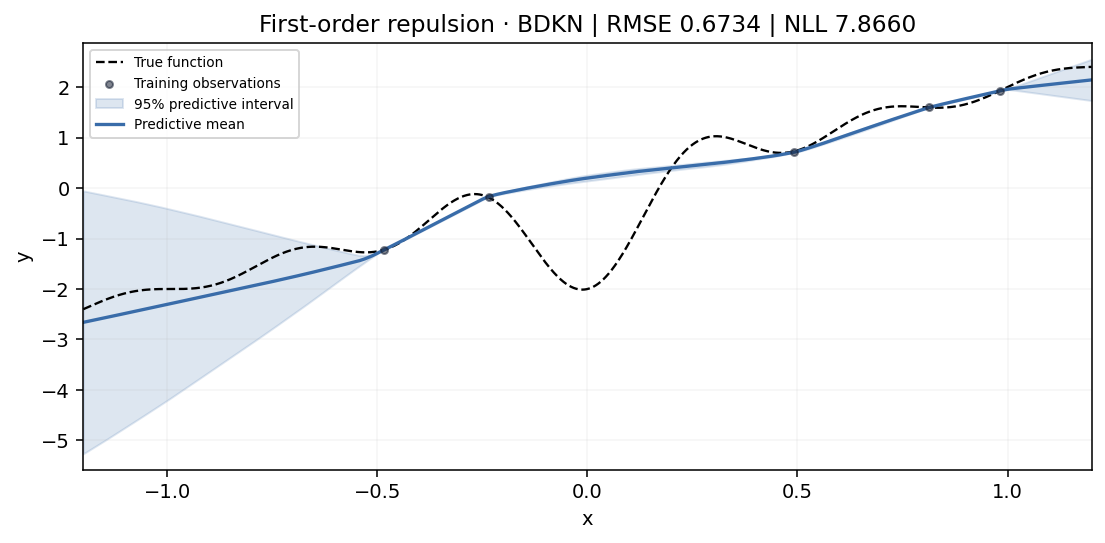 First-order repulsion · BDKN | RMSE 0.6734 | NLL 7.8660
True function
Training observations
95% predictive interval
Predictive mean
2
1
0
−1
−2
−3
−4
−5
y
−1.0 −0.5 0.0 0.5 1.0
x